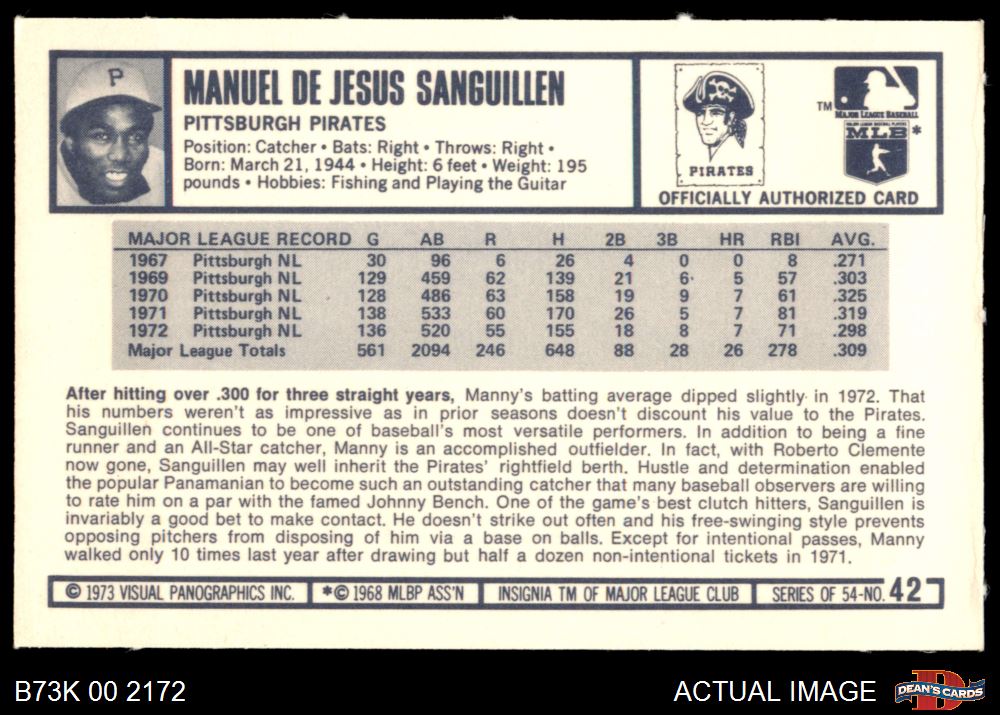 P
MANUEL DE JESUS SANGUILLEN
PITTSBURGH PIRATES
Position: Catcher • Bats: Right • Throws: Right •
Born: March 21, 1944 • Height: 6 feet • Weight: 195
pounds • Hobbies: Fishing and Playing the Guitar
PIRATES
TM
MAJOR LEAGUE BASEBALL
MAJOR LEAGUE BASEBALL PLAYERS
MLB*
OFFICIALLY AUTHORIZED CARD
MAJOR LEAGUE RECORD G AB R H 2B 3B HR RBI AVG.
1967 Pittsburgh NL 30 96 6 26 4 0 0 8 .271
1969 Pittsburgh NL 129 459 62 139 21 6 5 57 .303
1970 Pittsburgh NL 128 486 63 158 19 9 7 61 .325
1971 Pittsburgh NL 138 533 60 170 26 5 7 81 .319
1972 Pittsburgh NL 136 520 55 155 18 8 7 71 .298
Major League Totals 561 2094 246 648 88 28 26 278 .309
After hitting over .300 for three straight years, Manny's batting average dipped slightly in 1972. That
his numbers weren't as impressive as in prior seasons doesn't discount his value to the Pirates.
Sanguillen continues to be one of baseball's most versatile performers. In addition to being a fine
runner and an All-Star catcher, Manny is an accomplished outfielder. In fact, with Roberto Clemente
now gone, Sanguillen may well inherit the Pirates' rightfield berth. Hustle and determination enabled
the popular Panamanian to become such an outstanding catcher that many baseball observers are willing
to rate him on a par with the famed Johnny Bench. One of the game's best clutch hitters, Sanguillen is
invariably a good bet to make contact. He doesn't strike out often and his free-swinging style prevents
opposing pitchers from disposing of him via a base on balls. Except for intentional passes, Manny
walked only 10 times last year after drawing but half a dozen non-intentional tickets in 1971.
© 1973 VISUAL PANOGRAPHICS INC. *© 1968 MLBP ASS'N INSIGNIA TM OF MAJOR LEAGUE CLUB SERIES OF 54-NO. 42
B73K 00 2172 ACTUAL IMAGE D DEAN'S CARDS